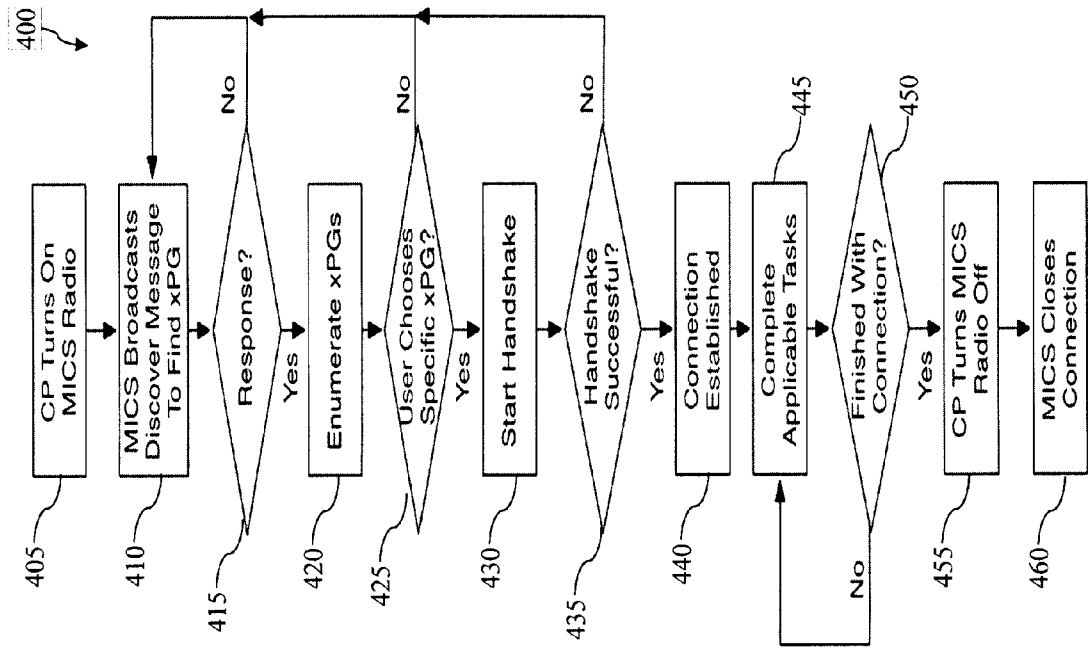 400
CP Turns On
MICS Radio
405
MICS Broadcasts
Discover Message
To Find xPG
410
Response?
415
No
Yes
Enumerate xPGs
420
User Chooses
Specific xPG?
425
No
Yes
Start Handshake
430
Handshake
Successful?
435
No
Yes
Connection
Established
440
Complete
Applicable Tasks
445
Finished With
Connection?
450
No
Yes
CP Turns MICS
Radio Off
455
MICS Closes
Connection
460